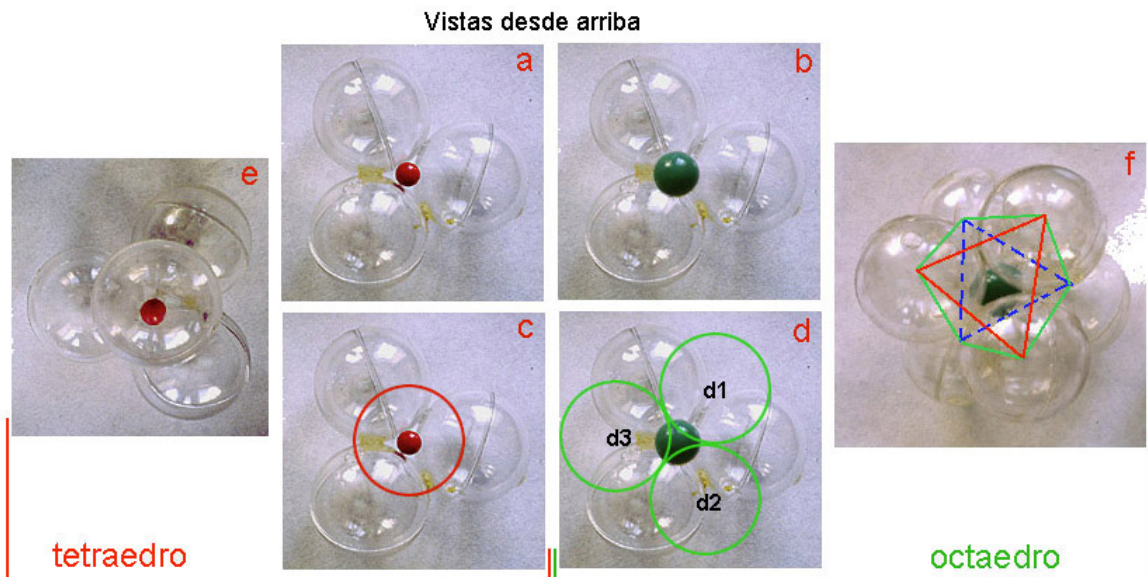 Vistas desde arriba
a
b
e
f
c
d
d1
d3
d2
tetraedro
octaedro